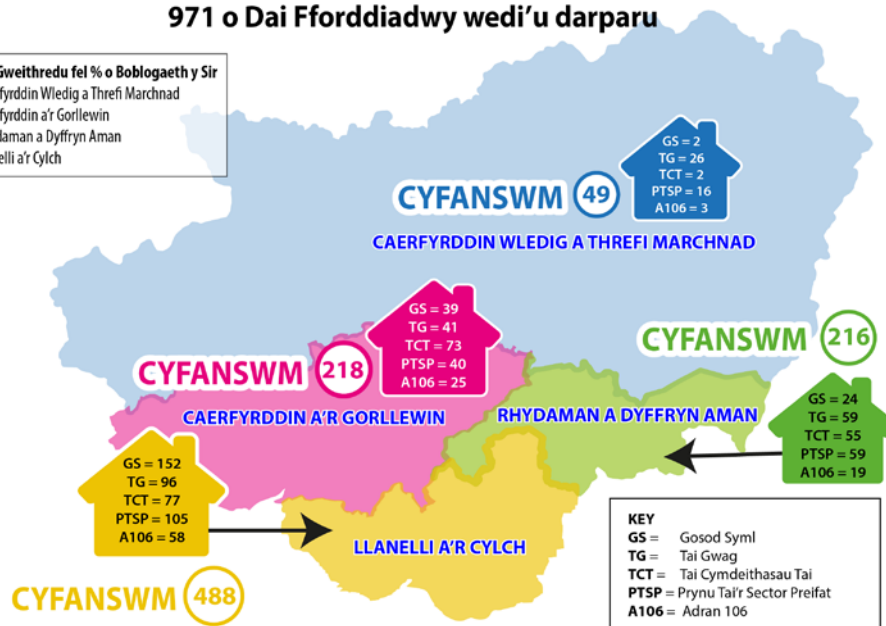 971 o Dai Fforddiadwy wedi'u darparu
Gweithredu fel % o Boblogaeth y Sir
Wledig a Threfi Marchnad
a'r Gorllewin
a Dyffryn Aman
a'r Cylch
GS = 2
TG = 26
TCT = 2
PTSP = 16
A106 = 3
CYFANSWM 49
CAERFYRDDIN WLEDIG A THREFI MARCHNAD
GS = 39
TG = 41
TCT = 73
PTSP = 40
A106 = 25
CYFANSWM 218
CAERFYRDDIN A'R GORLLEWIN
CYFANSWM 216
RHYDAMAN A DYFFRYN AMAN
GS = 24
TG = 59
TCT = 55
PTSP = 59
A106 = 19
GS = 152
TG = 96
TCT = 77
PTSP = 105
A106 = 58
LLANELLI A'R CYLCH
CYFANSWM 488
KEY
GS = Gosod Syml
TG = Tai Gwag
TCT = Tai Cymdeithasau Tai
PTSP = Prynu Tai'r Sector Preifat
A106 = Adran 106